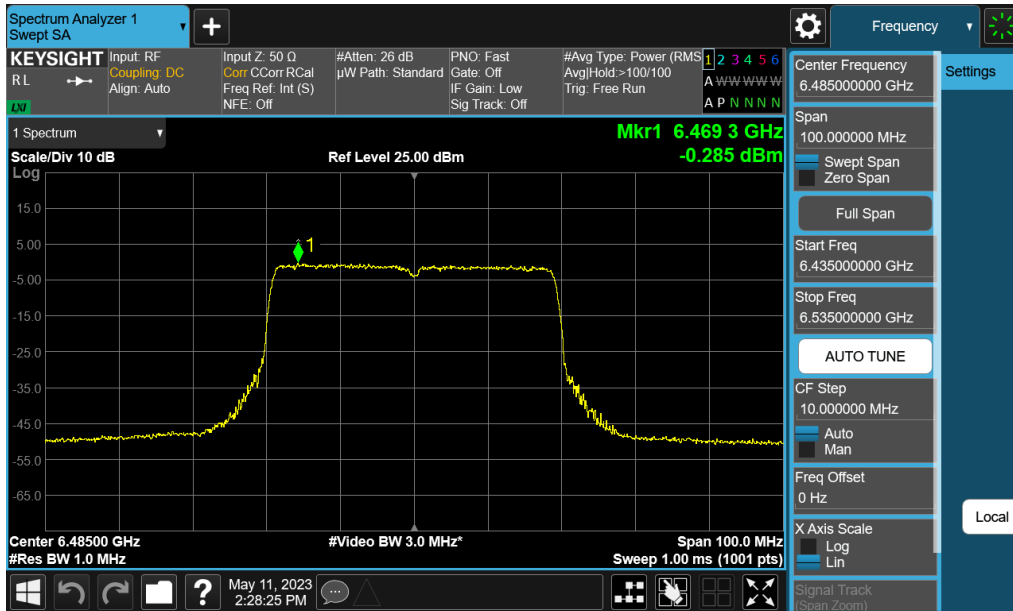 Spectrum Analyzer 1
Swept SA
Frequency
KEYSIGHT
RL
LXI
Input: RF
Coupling: DC
Align: Auto
Input Z: 50 Ω
Corr CCorr RCal
Freq Ref: Int (S)
NFE: Off
#Atten: 26 dB
µW Path: Standard
PNO: Fast
Gate: Off
IF Gain: Low
Sig Track: Off
#Avg Type: Power (RMS
Avg|Hold:>100/100
Trig: Free Run
1 2 3 4 5 6
A W W W W W
A P N N N N
1 Spectrum
Scale/Div 10 dB
Log
Ref Level 25.00 dBm
Mkr1 6.469 3 GHz
-0.285 dBm
15.0
5.00
-5.00
-15.0
-25.0
-35.0
-45.0
-55.0
-65.0
1
Center 6.48500 GHz
#Res BW 1.0 MHz
#Video BW 3.0 MHz*
Span 100.0 MHz
Sweep 1.00 ms (1001 pts)
?
May 11, 2023
2:28:25 PM
Center Frequency
6.485000000 GHz
Span
100.000000 MHz
Swept Span
Zero Span
Full Span
Start Freq
6.435000000 GHz
Stop Freq
6.535000000 GHz
AUTO TUNE
CF Step
10.000000 MHz
Auto
Man
Freq Offset
0 Hz
X Axis Scale
Log
Lin
Signal Track
(Span Zoom)
Settings
Local